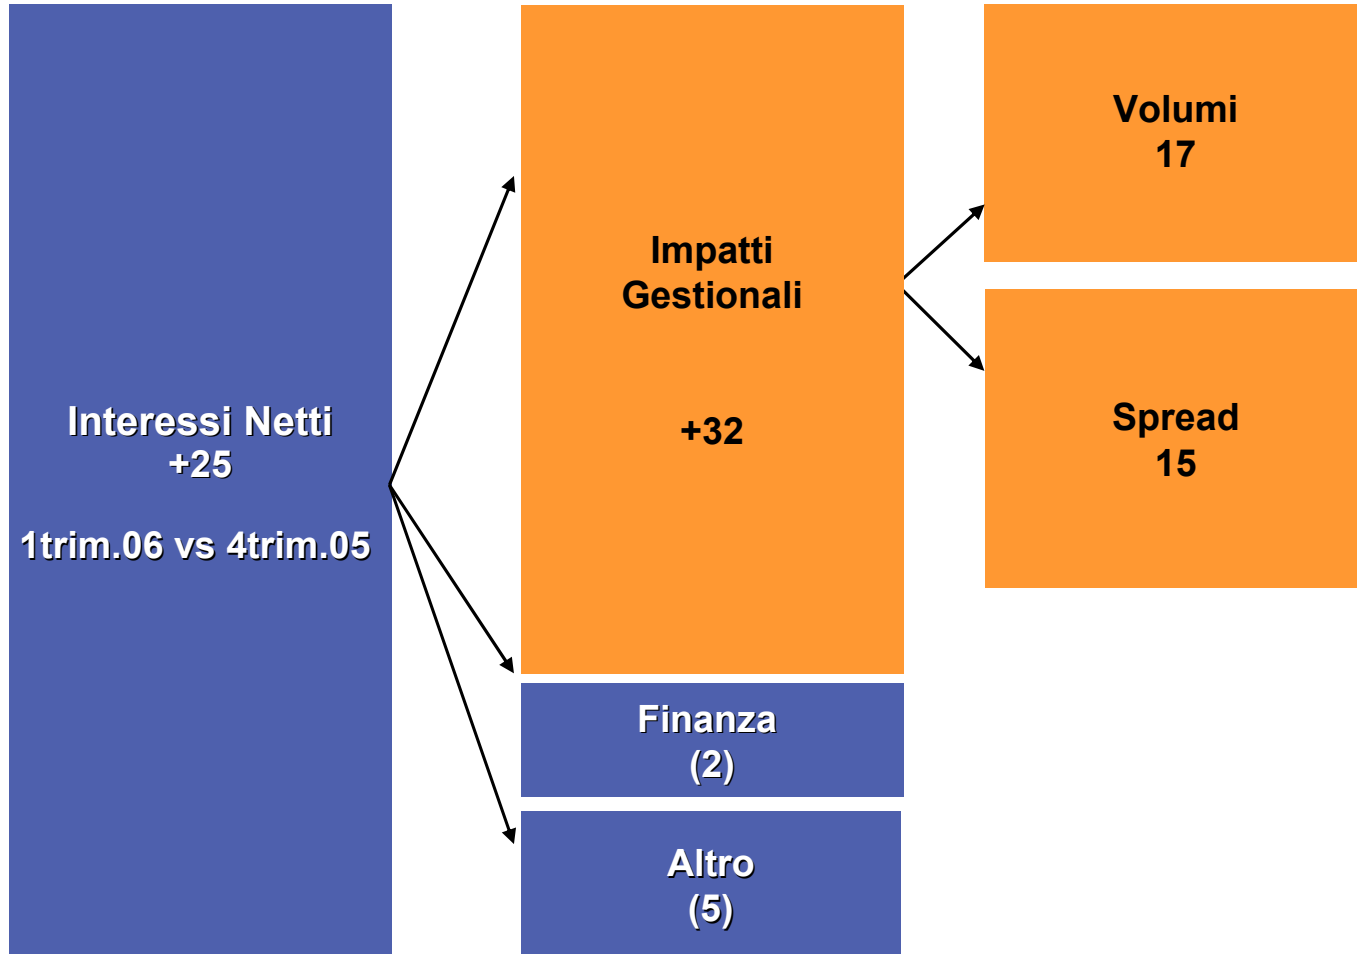 Interessi Netti
+25
1trim.06 vs 4trim.05
Impatti
Gestionali
+32
Finanza
(2)
Altro
(5)
Volumi
17
Spread
15